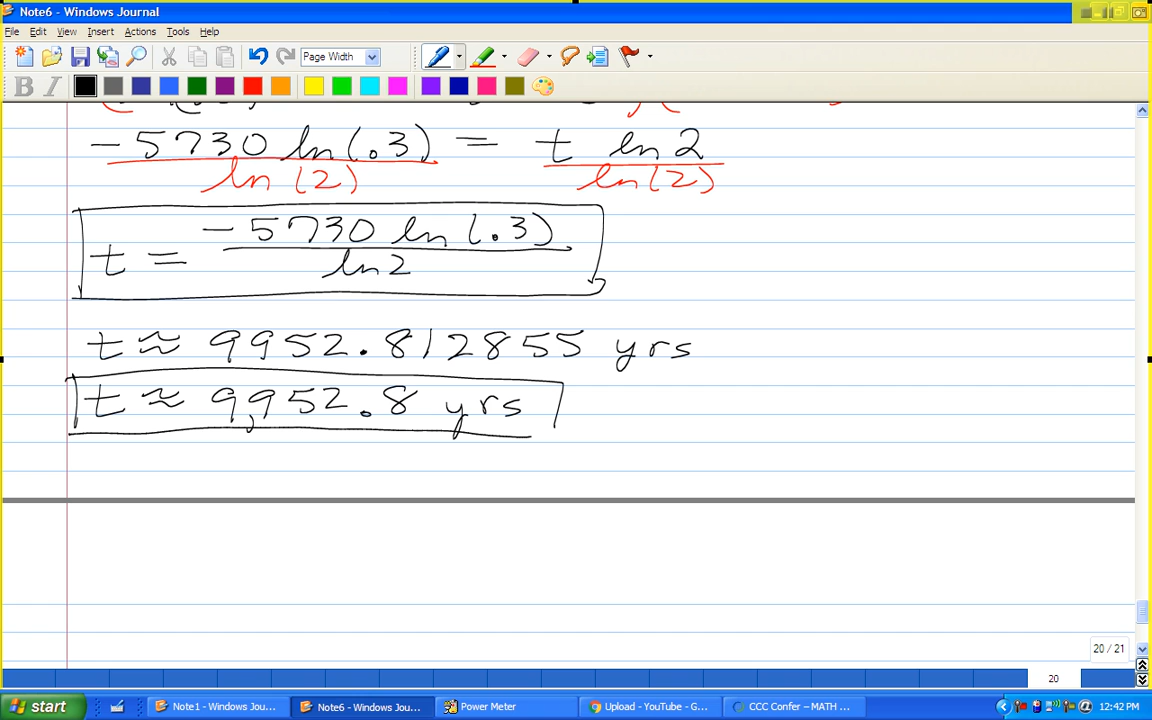 Note6 - Windows Journal
File Edit View Insert Actions Tools Help
Page Width
B I
-5730 ln(.3) = t ln 2
ln (2) ln(2)
t = -5730 ln(.3)
ln 2
t ≈ 9952.812855 yrs
t ≈ 9,952.8 yrs
20 / 21
20
start Note1 - Windows Jou... Note6 - Windows Jou... Power Meter Upload - YouTube - G... CCC Confer -- MATH ... 12:42 PM